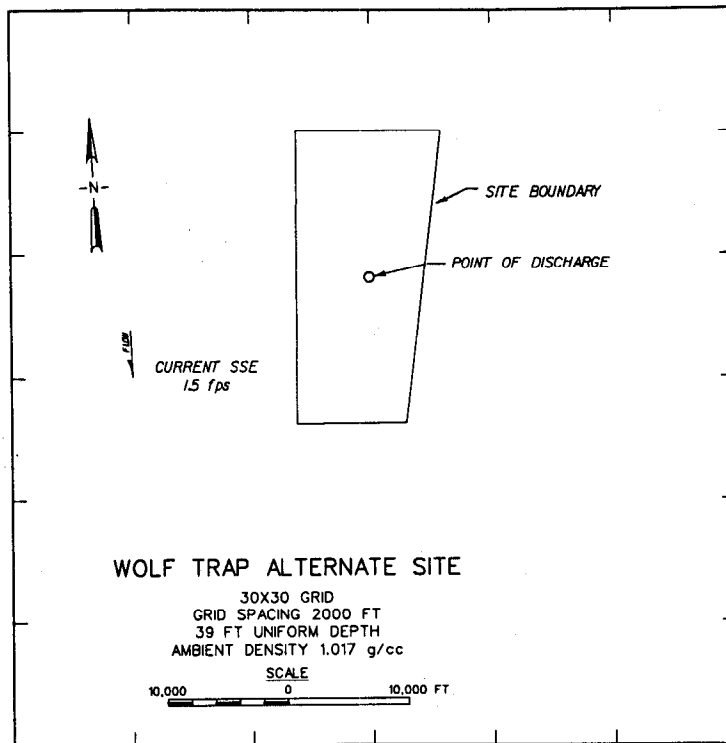 -N-
SITE BOUNDARY
POINT OF DISCHARGE
FLOW
CURRENT SSE
1.5 fps
WOLF TRAP ALTERNATE SITE
30X30 GRID
GRID SPACING 2000 FT
39 FT UNIFORM DEPTH
AMBIENT DENSITY 1.017 g/cc
SCALE
10,000 0 10,000 FT